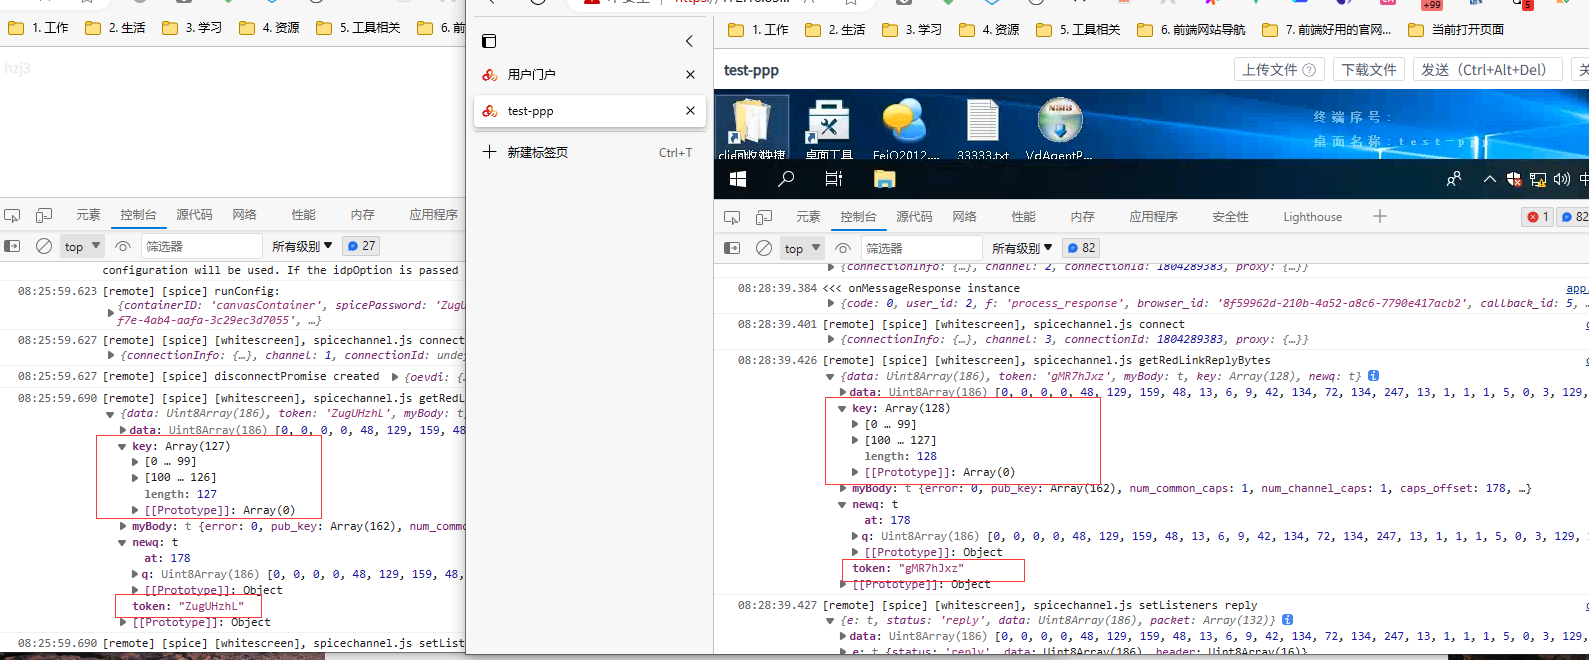 1. 工作
2. 生活
3. 学习
4. 资源
5. 工具相关
6. 前
hzj3
元素
控制台
源代码
网络
性能
内存
应用程序
top
筛选器
所有级别
27
configuration will be used. If the idpOption is passed
08:25:59.623 [remote] [spice] runConfig:
{containerID: 'canvasContainer', spicePassword: 'ZugU
f7e-4ab4-aafa-3c29ec3d7055', …}
08:25:59.627 [remote] [spice] [whitescreen], spicechannel.js connect
{connectionInfo: {…}, channel: 1, connectionId: unde
08:25:59.627 [remote] [spice] disconnectPromise created {oevdi: {…
08:25:59.690 [remote] [spice] [whitescreen], spicechannel.js getRedL
{data: Uint8Array(186), token: 'ZugUHzhL', myBody: t,
data: Uint8Array(186) [0, 0, 0, 0, 48, 129, 159, 48
key: Array(127)
[0 … 99]
[100 … 126]
length: 127
[[Prototype]]: Array(0)
myBody: t {error: 0, pub_key: Array(162), num_commo
newq: t
at: 178
q: Uint8Array(186) [0, 0, 0, 0, 48, 129, 159, 48,
[[Prototype]]: Object
token: "ZugUHzhL"
[[Prototype]]: Object
08:25:59.690 [remote] [spice] [whitescreen], spicechannel.js setList
用户门户
test-ppp
新建标签页 Ctrl+T
+99
5
1. 工作
2. 生活
3. 学习
4. 资源
5. 工具相关
6. 前端网站导航
7. 前端好用的官网...
当前打开页面
test-ppp
上传文件
下载文件
发送（Ctrl+Alt+Del）
关
终端序号:
桌面名称:test-ppp
桌面工具
FeiQ2012....
33333.txt
VdAgentP...
中
元素
控制台
源代码
网络
性能
内存
应用程序
安全性
Lighthouse
1
82
top
筛选器
所有级别
82
{connectionInfo: {…}, channel: 2, connectionId: 1804289383, proxy: {…}}
08:28:39.384 <<< onMessageResponse instance app.
{code: 0, user_id: 2, f: 'process_response', browser_id: '8f59962d-210b-4a52-a8c6-7790e417acb2', callback_id: 5, …
08:28:39.401 [remote] [spice] [whitescreen], spicechannel.js connect
{connectionInfo: {…}, channel: 3, connectionId: 1804289383, proxy: {…}}
08:28:39.426 [remote] [spice] [whitescreen], spicechannel.js getRedLinkReplyBytes
{data: Uint8Array(186), token: 'gMR7hJxz', myBody: t, key: Array(128), newq: t}
data: Uint8Array(186) [0, 0, 0, 0, 48, 129, 159, 48, 13, 6, 9, 42, 134, 72, 134, 247, 13, 1, 1, 1, 5, 0, 3, 129,
key: Array(128)
[0 … 99]
[100 … 127]
length: 128
[[Prototype]]: Array(0)
myBody: t {error: 0, pub_key: Array(162), num_common_caps: 1, num_channel_caps: 1, caps_offset: 178, …}
newq: t
at: 178
q: Uint8Array(186) [0, 0, 0, 0, 48, 129, 159, 48, 13, 6, 9, 42, 134, 72, 134, 247, 13, 1, 1, 1, 5, 0, 3, 129,
[[Prototype]]: Object
token: "gMR7hJxz"
[[Prototype]]: Object
08:28:39.427 [remote] [spice] [whitescreen], spicechannel.js setListeners reply
{e: t, status: 'reply', data: Uint8Array(186), packet: Array(132)}
data: Uint8Array(186) [0, 0, 0, 0, 48, 129, 159, 48, 13, 6, 9, 42, 134, 72, 134, 247, 13, 1, 1, 1, 5, 0, 3, 129,
e: t {status: 'reply', data: Uint8Array(186), header: Uint8Array(16)}